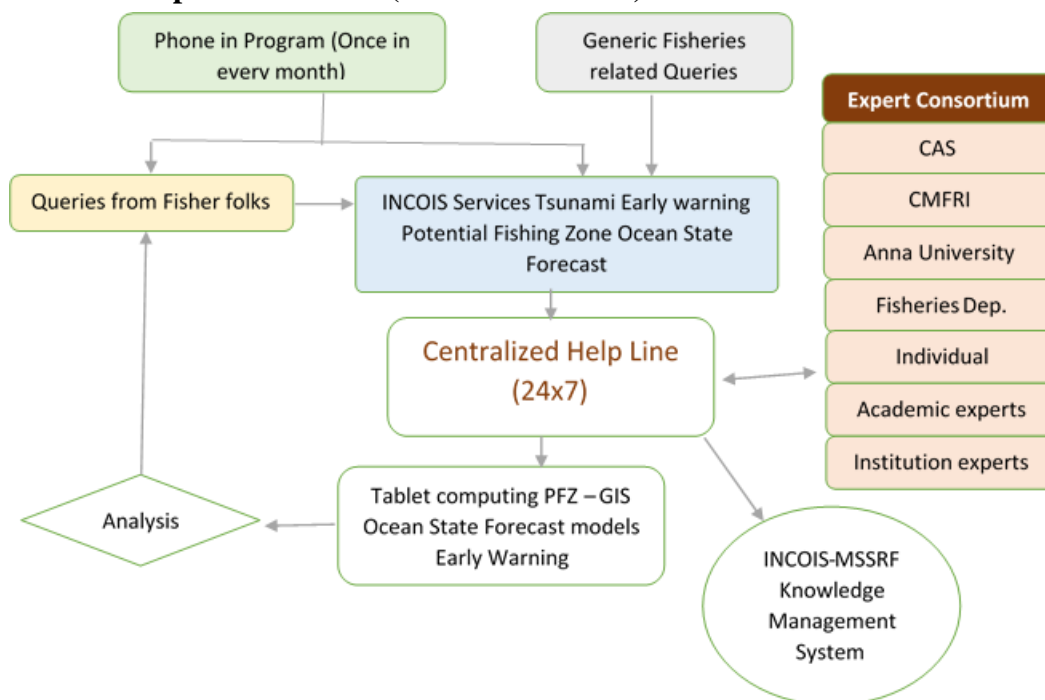 Phone in Program (Once in
every month)
Generic Fisheries
related Queries
Expert Consortium
CAS
CMFRI
Anna University
Fisheries Dep.
Individual
Academic experts
Institution experts
Queries from Fisher folks
INCOIS Services Tsunami Early warning
Potential Fishing Zone Ocean State
Forecast
Centralized Help Line
(24x7)
Tablet computing PFZ – GIS
Ocean State Forecast models
Early Warning
Analysis
INCOIS-MSSRF
Knowledge
Management
System